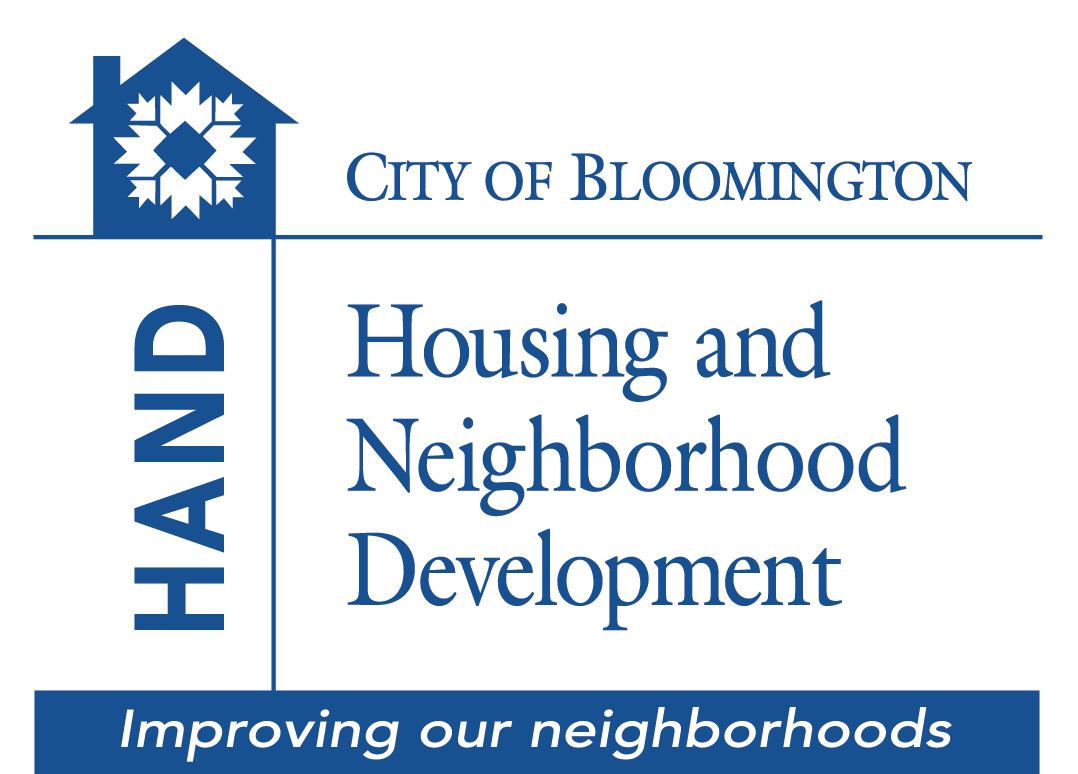 CITY OF BLOOMINGTON
HAND
Housing and
Neighborhood
Development
Improving our neighborhoods